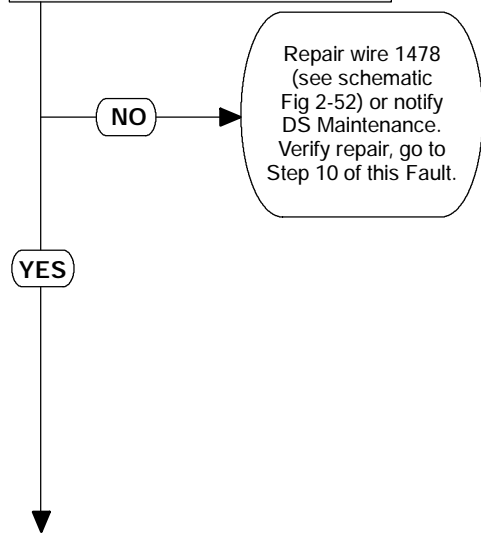 Repair wire 1478
(see schematic
Fig 2-52) or notify
DS Maintenance.
Verify repair, go to
Step 10 of this Fault.
NO
YES